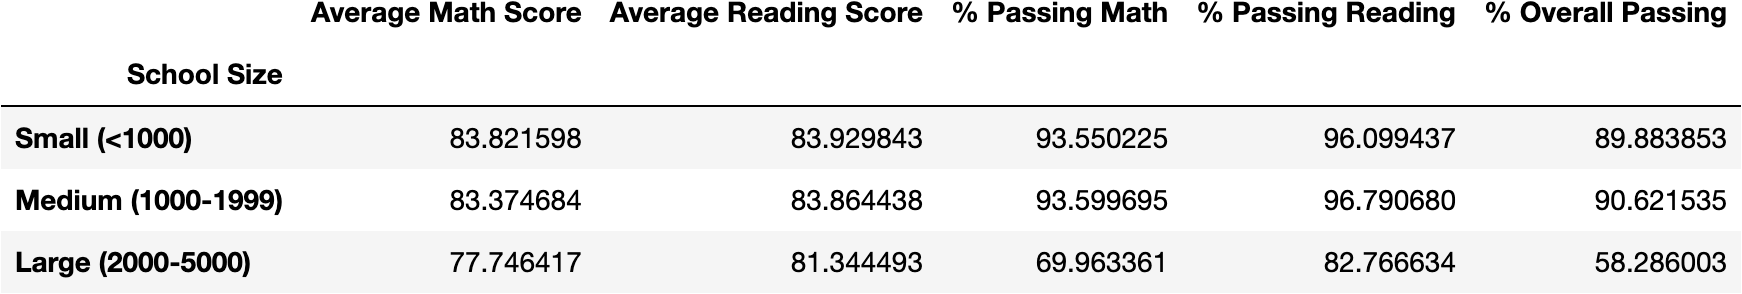 Average Math Score Average Reading Score % Passing Math % Passing Reading % Overall Passing
School Size
Small (<1000) 83.821598 83.929843 93.550225 96.099437 89.883853
Medium (1000-1999) 83.374684 83.864438 93.599695 96.790680 90.621535
Large (2000-5000) 77.746417 81.344493 69.963361 82.766634 58.286003